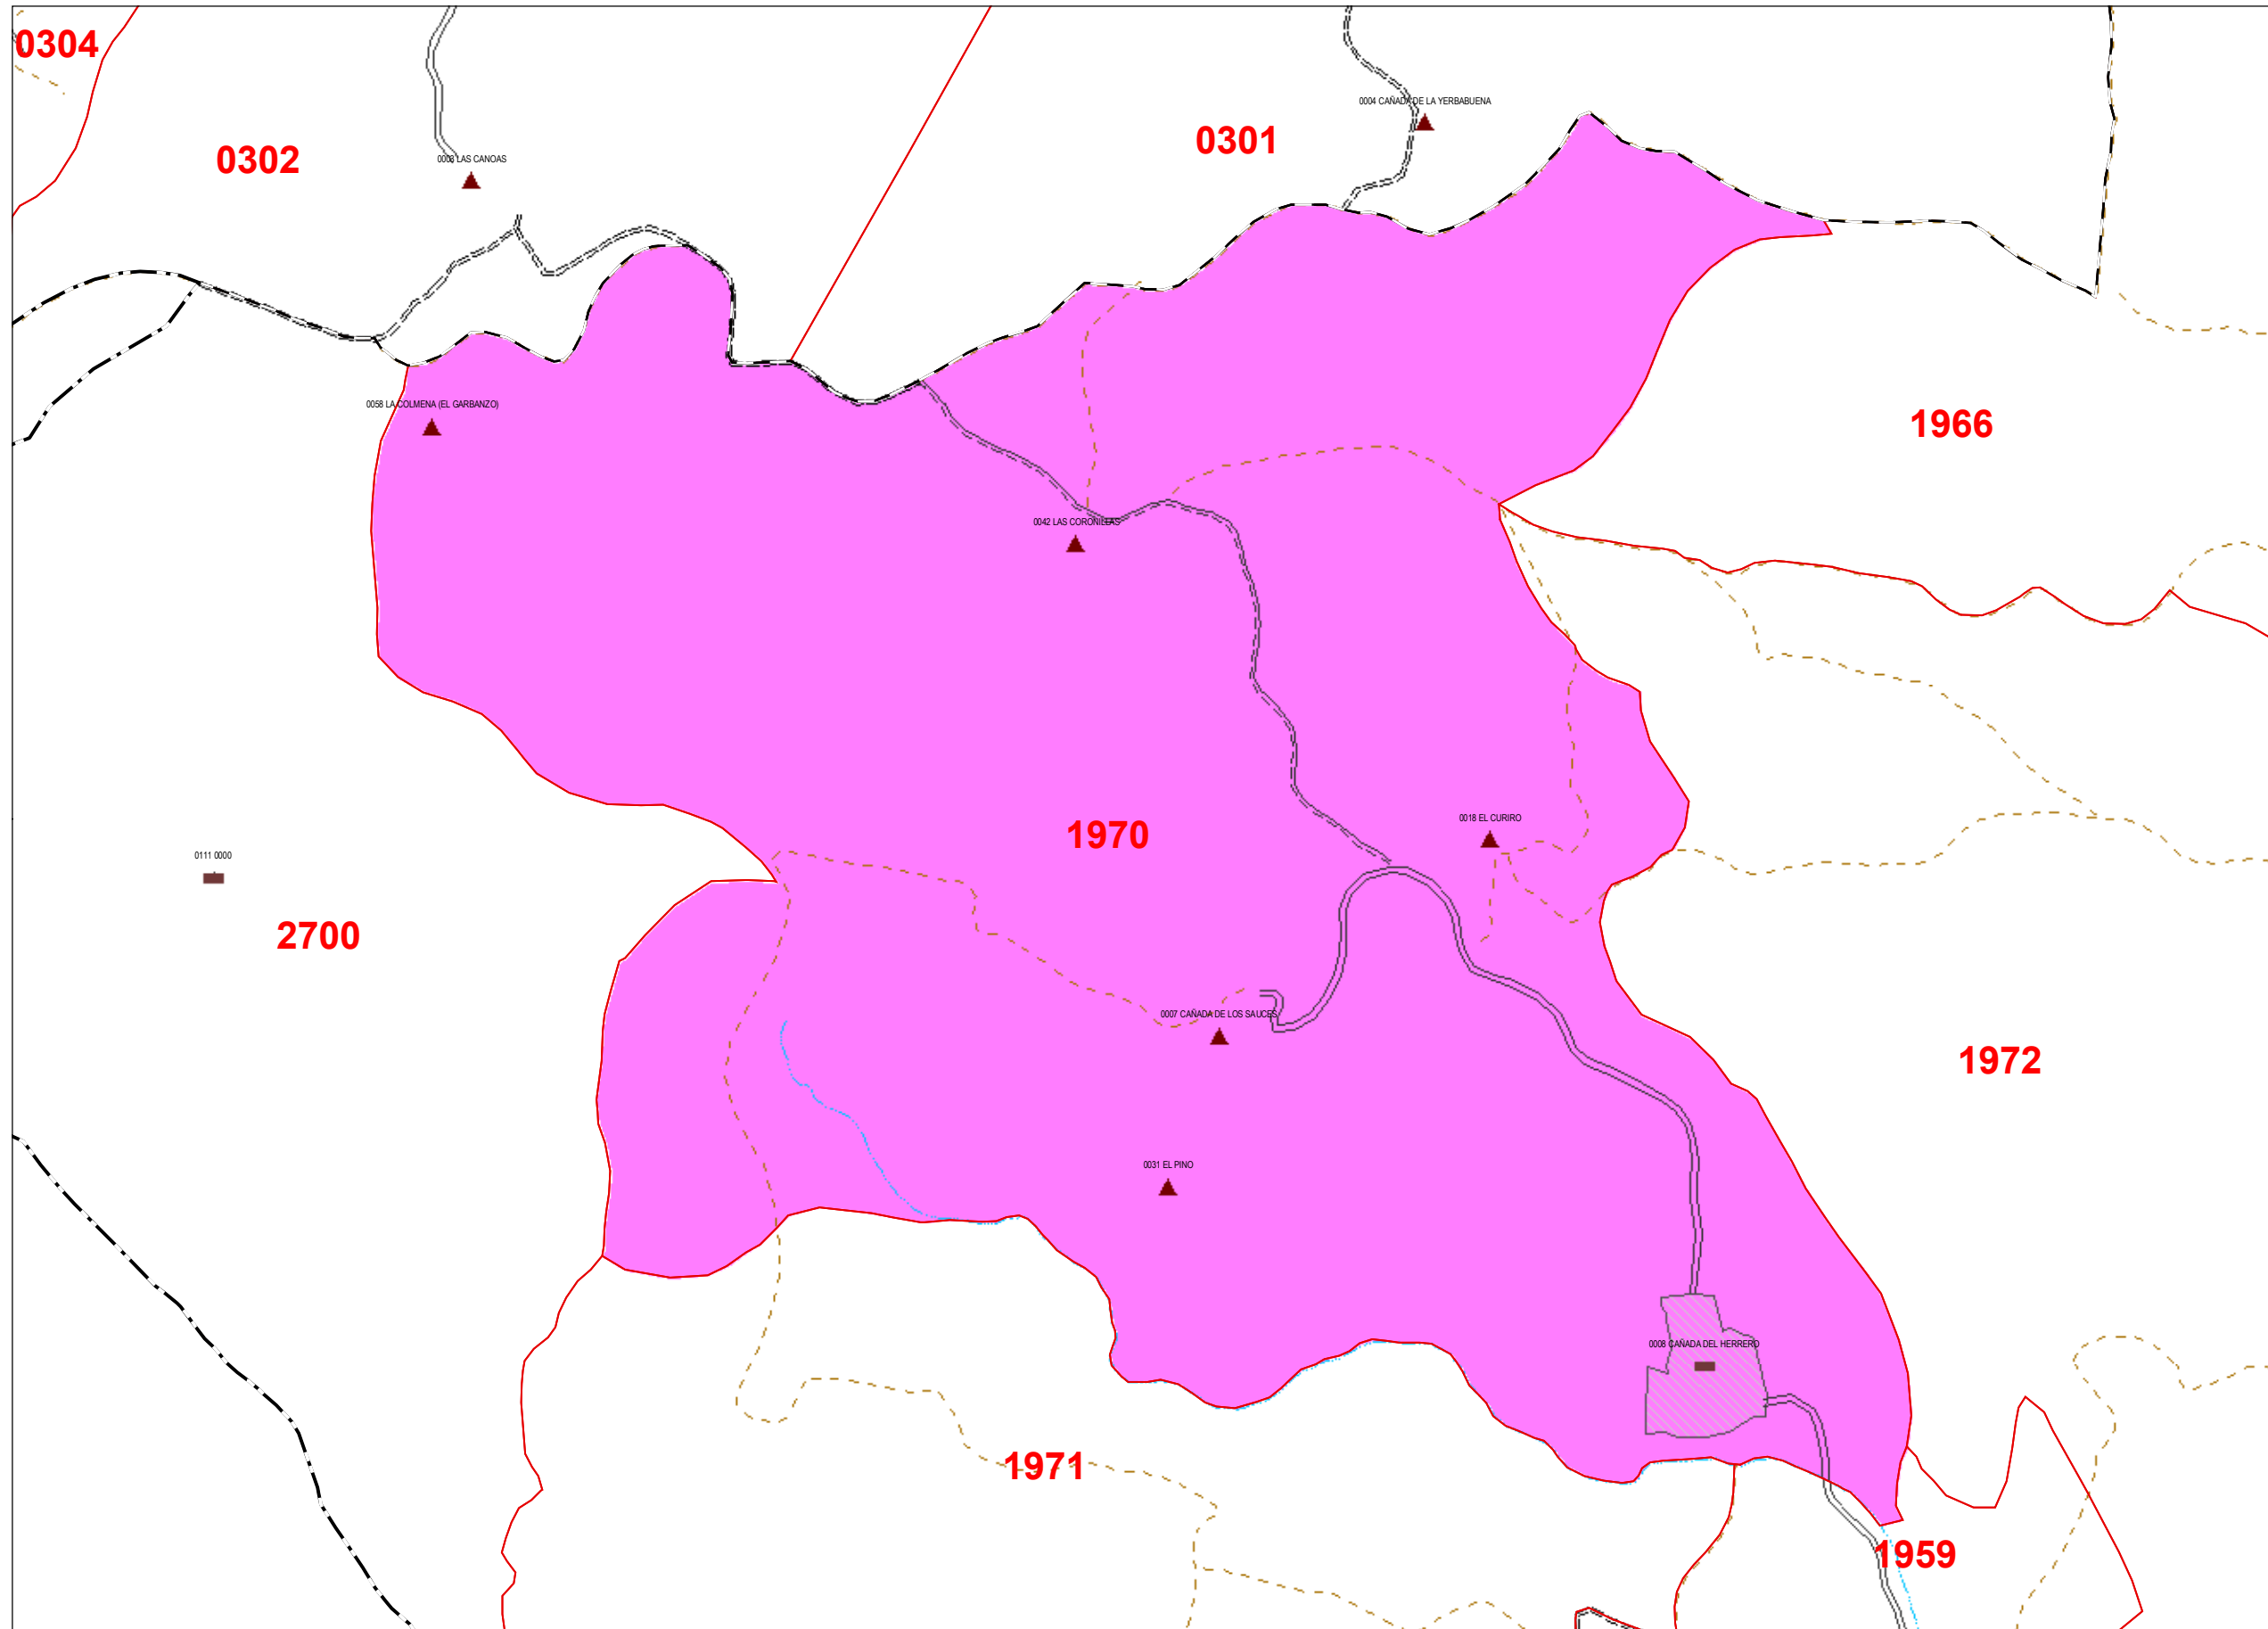 0304
0004 CAÑADA DE LA YERBABUENA
0301
0302
0003 LAS CANOAS
0058 LA COLMENA (EL GARBANZO)
1966
0042 LAS CORONILLAS
0018 EL CURIRO
1970
0111 0000
2700
0007 CAÑADA DE LOS SAUCES
1972
0031 EL PINO
0008 CAÑADA DEL HERRERO
1971
1959